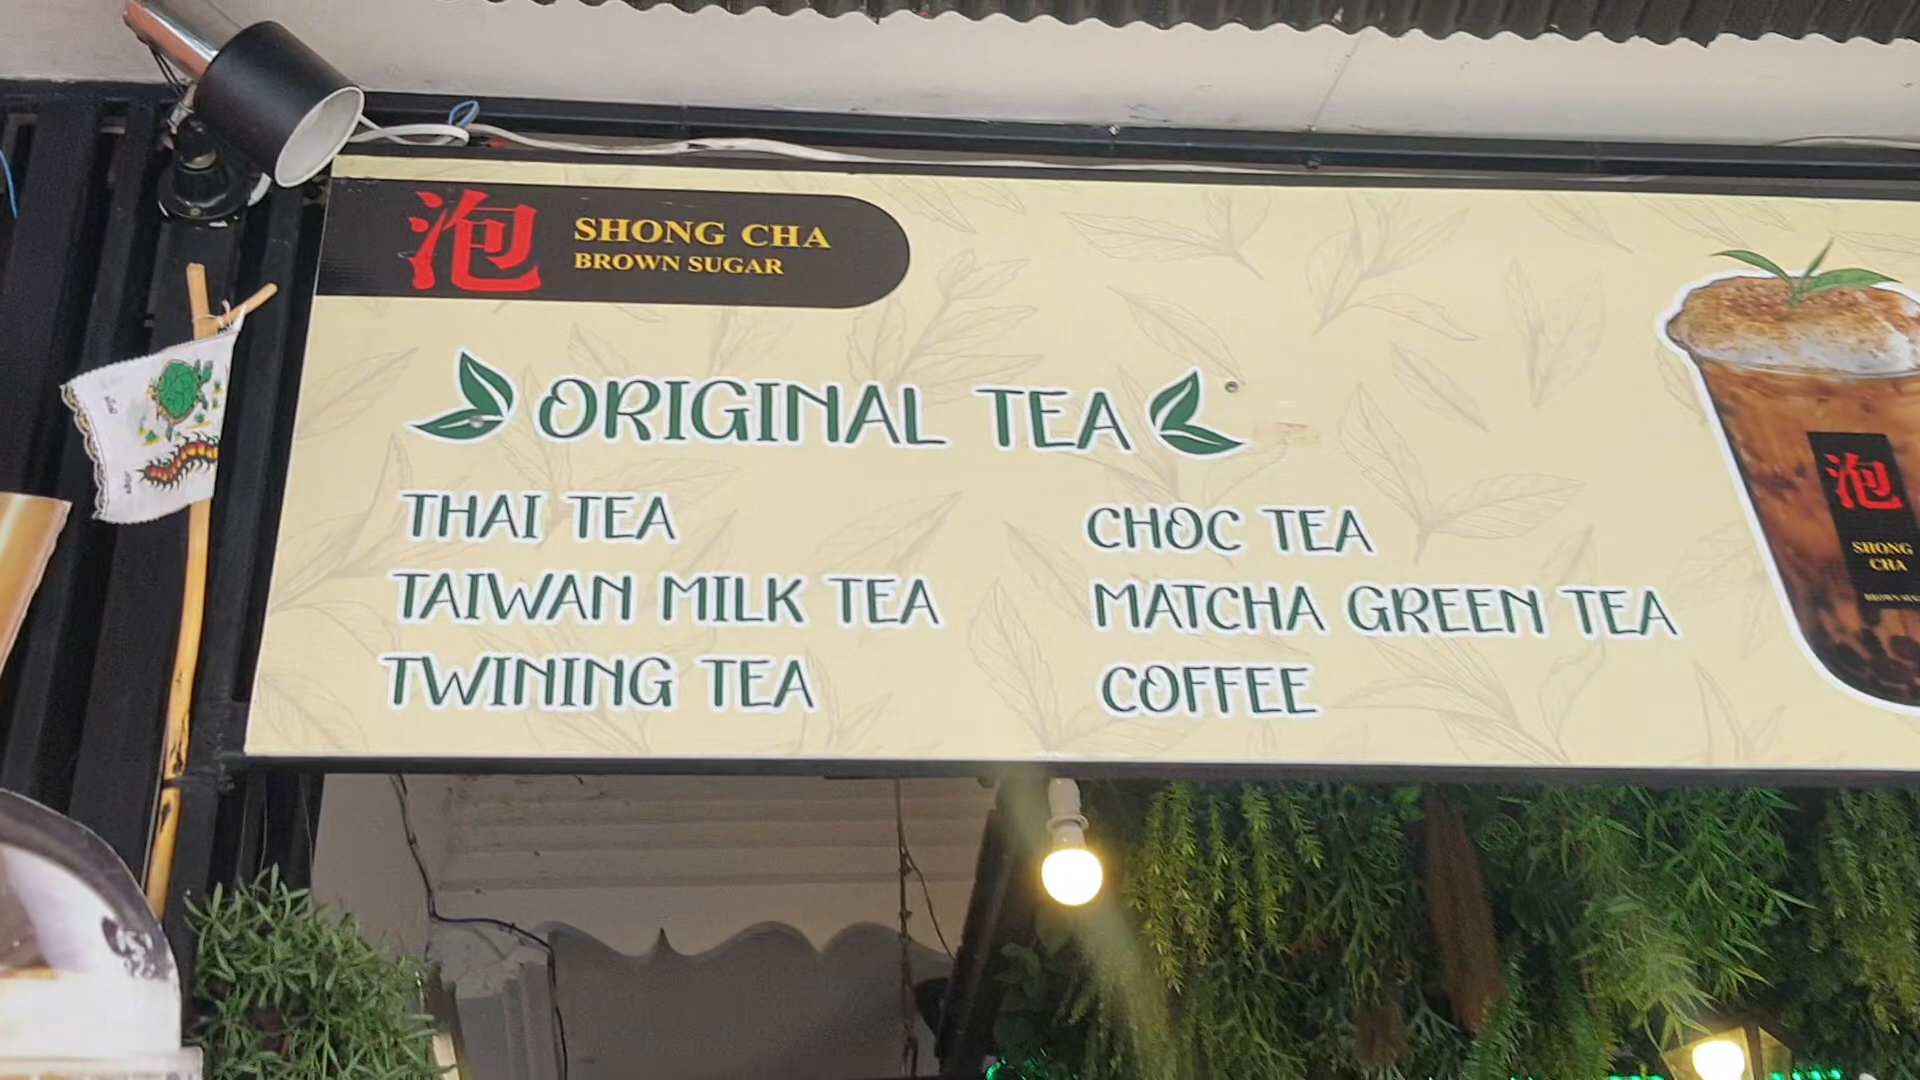 泡
SHONG CHA
BROWN SUGAR
ORIGINAL TEA
THAI TEA
TAIWAN MILK TEA
TWINING TEA
CHOC TEA
MATCHA GREEN TEA
COFFEE
泡
SHONG
CHA